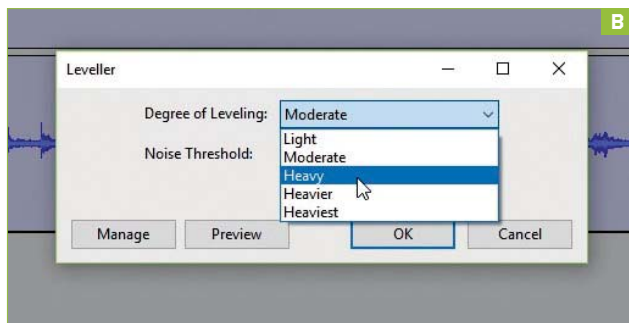 B
Leveller
Degree of Leveling: Moderate
Light
Moderate
Noise Threshold:
Heavy
Heavier
Heaviest
Manage Preview OK Cancel